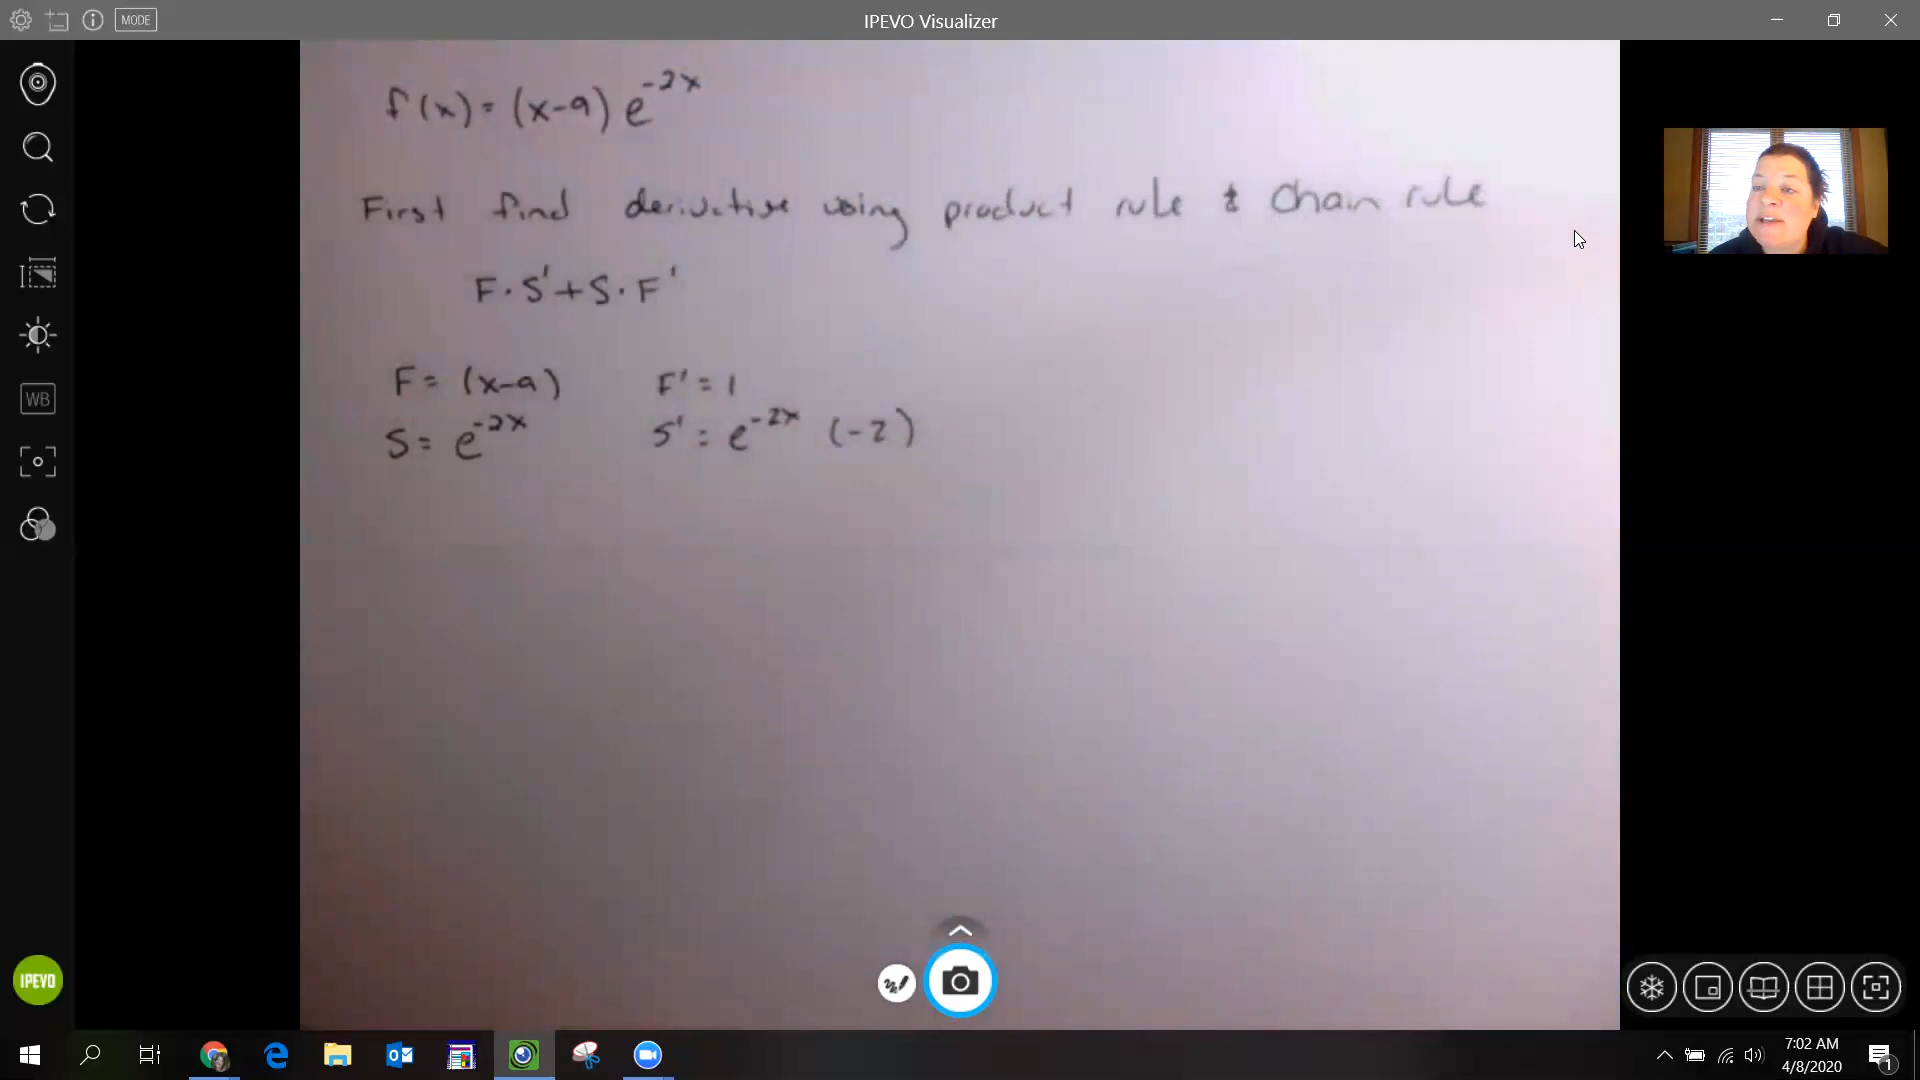 MODE
IPEVO Visualizer
f(x) = (x-a) e^-2x
First find derivative using product rule & Chain rule
F · S' + S · F'
F = (x-a) F' = 1
S = e^-2x S' = e^-2x (-2)
WB
IPEVO
7:02 AM
4/8/2020
1